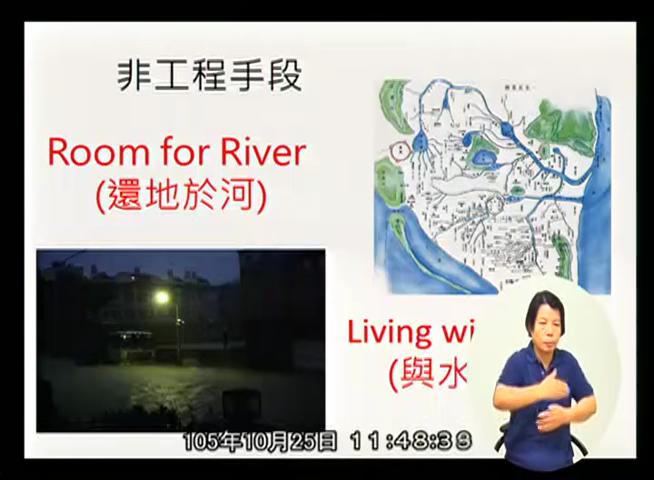 非工程手段
Room for River
(還地於河)
Living wi
(與水
105年10月25日 11:48:39